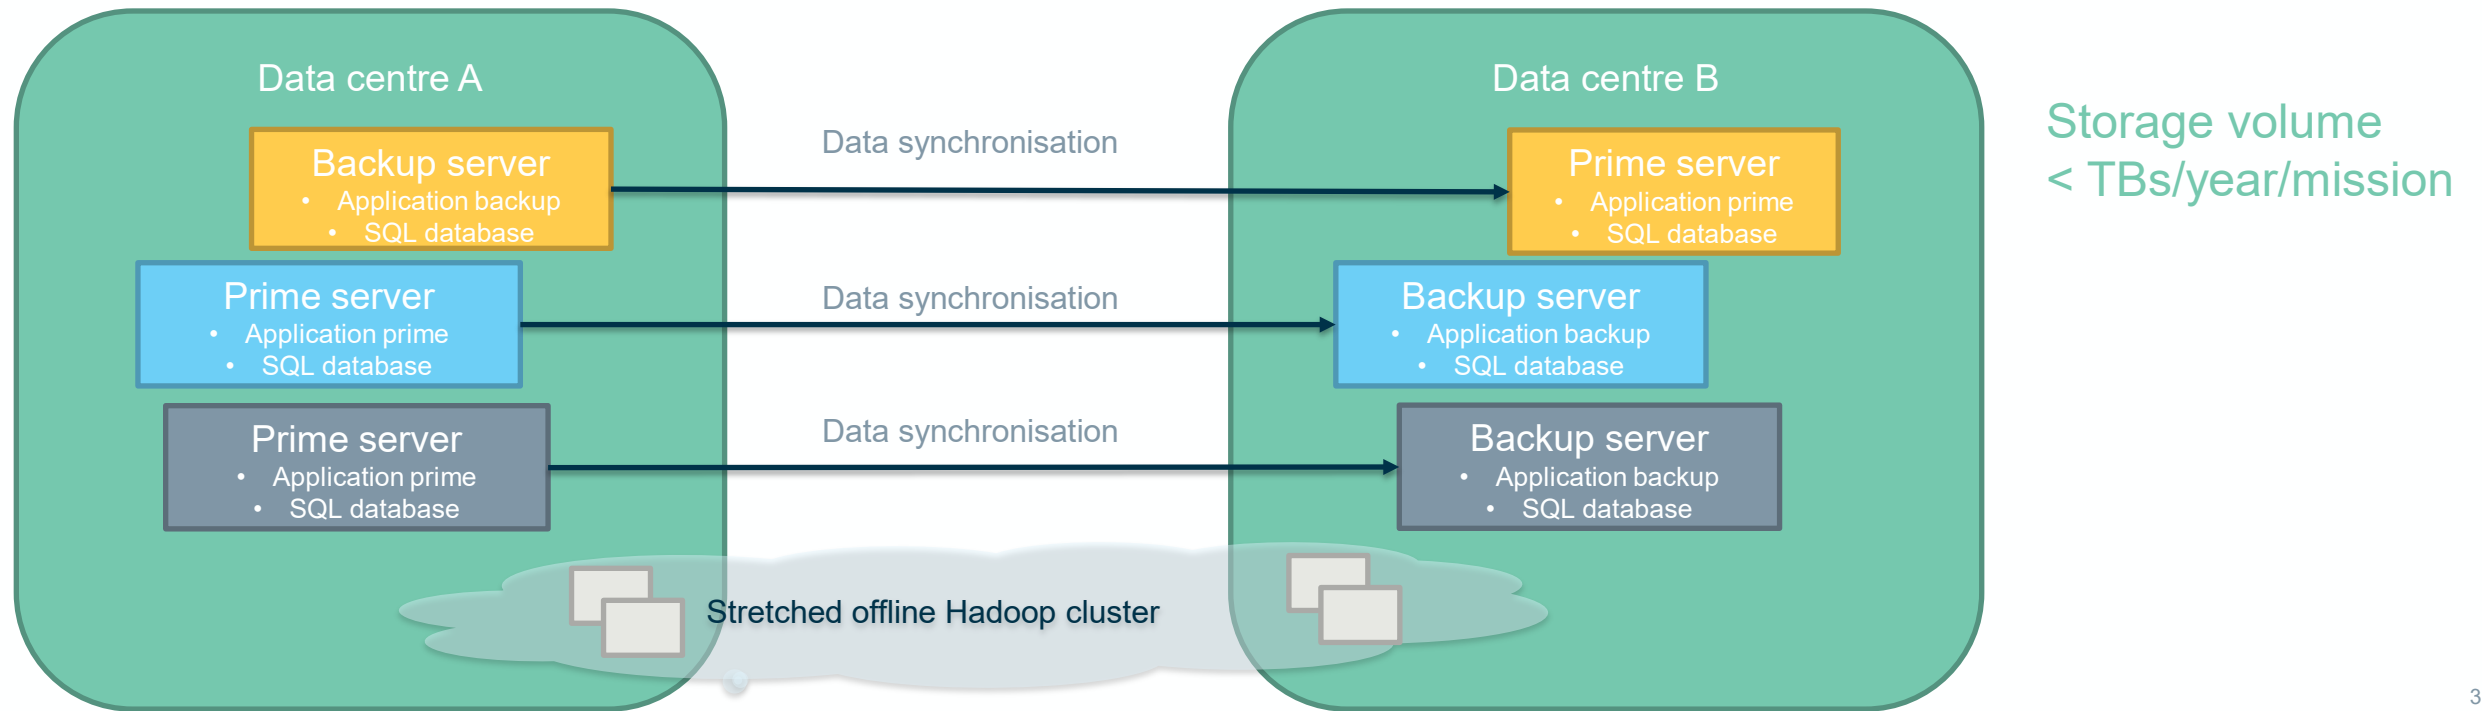 Data centre A
Backup server
• Application backup
• SQL database
Prime server
• Application prime
• SQL database
Prime server
• Application prime
• SQL database
Data synchronisation
Data synchronisation
Data synchronisation
Stretched offline Hadoop cluster
Data centre B
Prime server
• Application prime
• SQL database
Backup server
• Application backup
• SQL database
Backup server
• Application backup
• SQL database
Storage volume
< TBs/year/mission
3